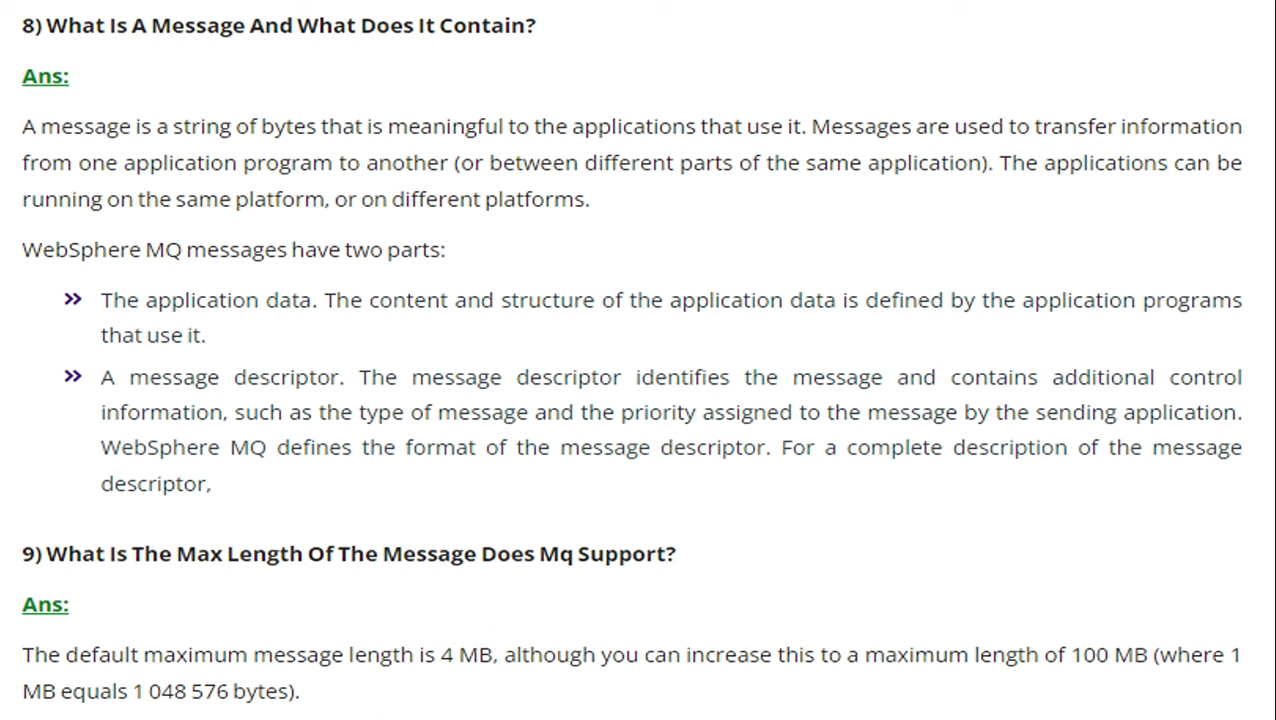 8) What Is A Message And What Does It Contain?
Ans:
A message is a string of bytes that is meaningful to the applications that use it. Messages are used to transfer information
from one application program to another (or between different parts of the same application). The applications can be
running on the same platform, or on different platforms.
WebSphere MQ messages have two parts:
» The application data. The content and structure of the application data is defined by the application programs
that use it.
» A message descriptor. The message descriptor identifies the message and contains additional control
information, such as the type of message and the priority assigned to the message by the sending application.
WebSphere MQ defines the format of the message descriptor. For a complete description of the message
descriptor,
9) What Is The Max Length Of The Message Does Mq Support?
Ans:
The default maximum message length is 4 MB, although you can increase this to a maximum length of 100 MB (where 1
MB equals 1 048 576 bytes).